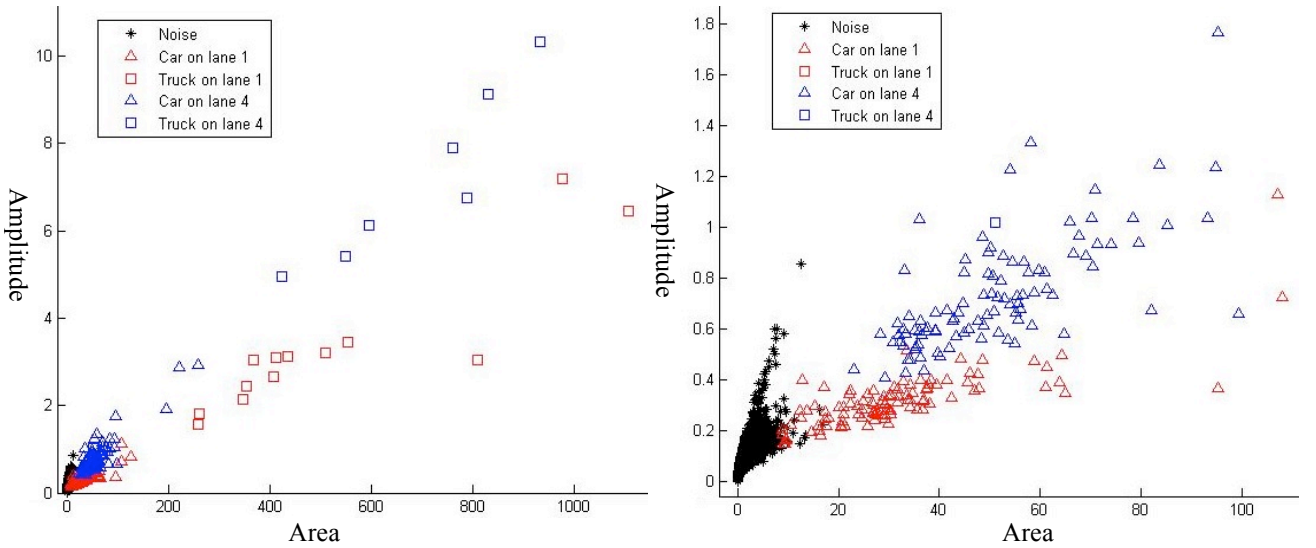 10
8
6
4
2
0
Amplitude
Noise
Car on lane 1
Truck on lane 1
Car on lane 4
Truck on lane 4
0 200 400 600 800 1000
Area
1.8
1.6
1.4
1.2
1
0.8
0.6
0.4
0.2
0
Amplitude
Noise
Car on lane 1
Truck on lane 1
Car on lane 4
Truck on lane 4
0 20 40 60 80 100
Area